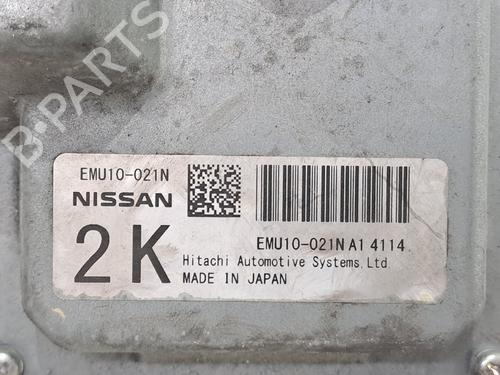 B-PARTS
EMU10-021N
NISSAN
EMU10-021N A1 4114
2K
Hitachi Automotive Systems, Ltd.
MADE IN JAPAN